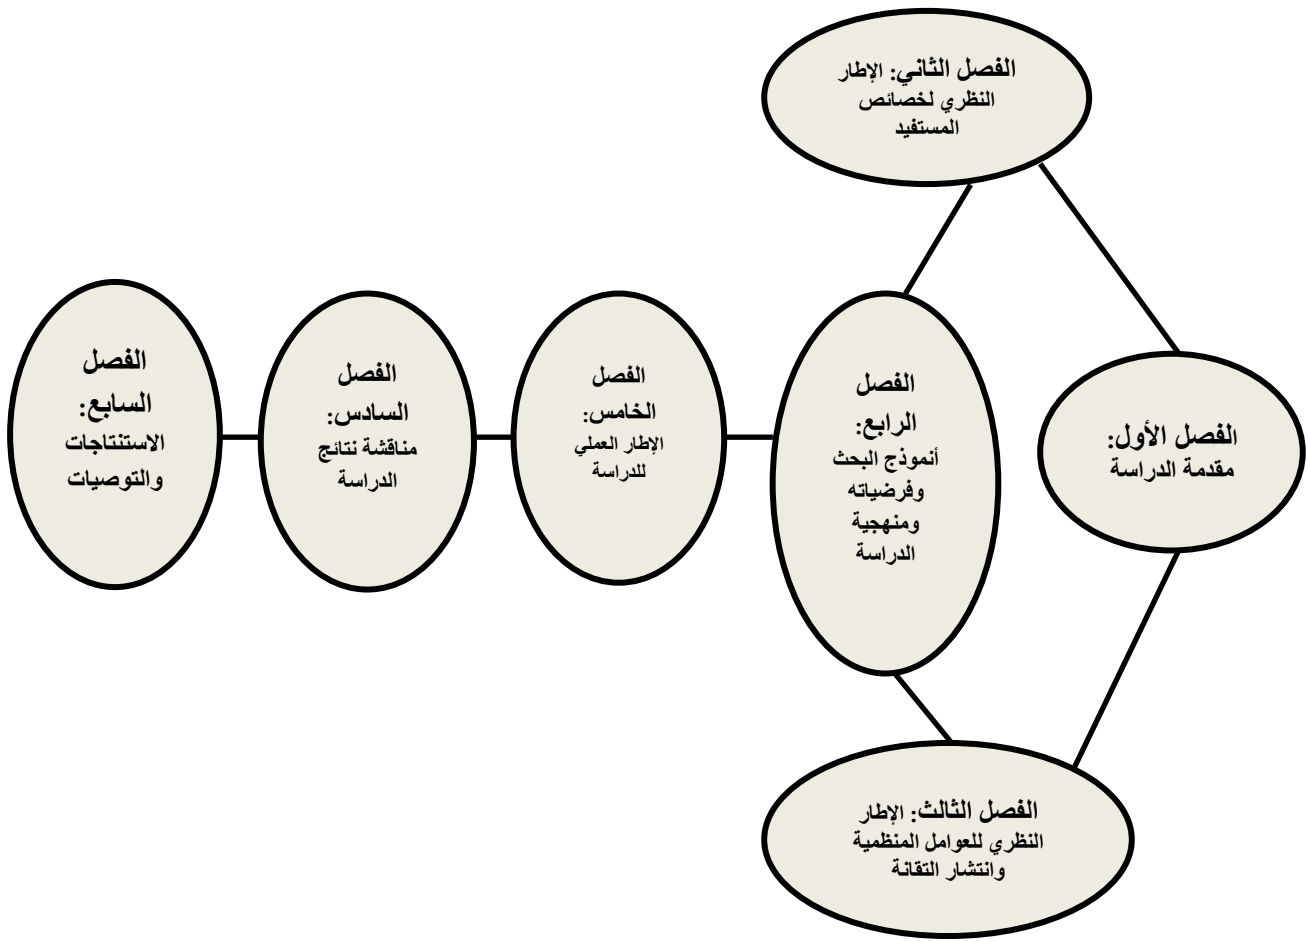 الفصل الأول:
مقدمة الدراسة
الفصل الثاني: الإطار
النظري لخصائص
المستفيد
الفصل الثالث: الإطار
النظري للعوامل المنظمية
وانتشار التقانة
الفصل
الرابع:
أنموذج البحث
وفرضياته
ومنهجية
الدراسة
الفصل
الخامس:
الإطار العملي
للدراسة
الفصل
السادس:
مناقشة نتائج
الدراسة
الفصل
السابع:
الاستنتاجات
والتوصيات